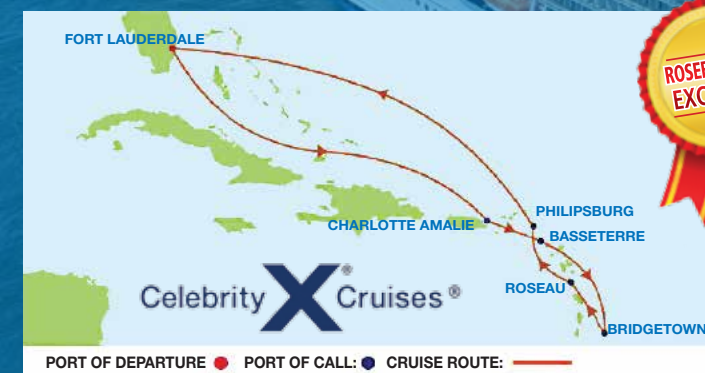 FORT LAUDERDALE
CHARLOTTE AMALIE
PHILIPSBURG
BASSETERRE
ROSEAU
BRIDGETOWN
Celebrity X Cruises®
PORT OF DEPARTURE PORT OF CALL: CRUISE ROUTE: